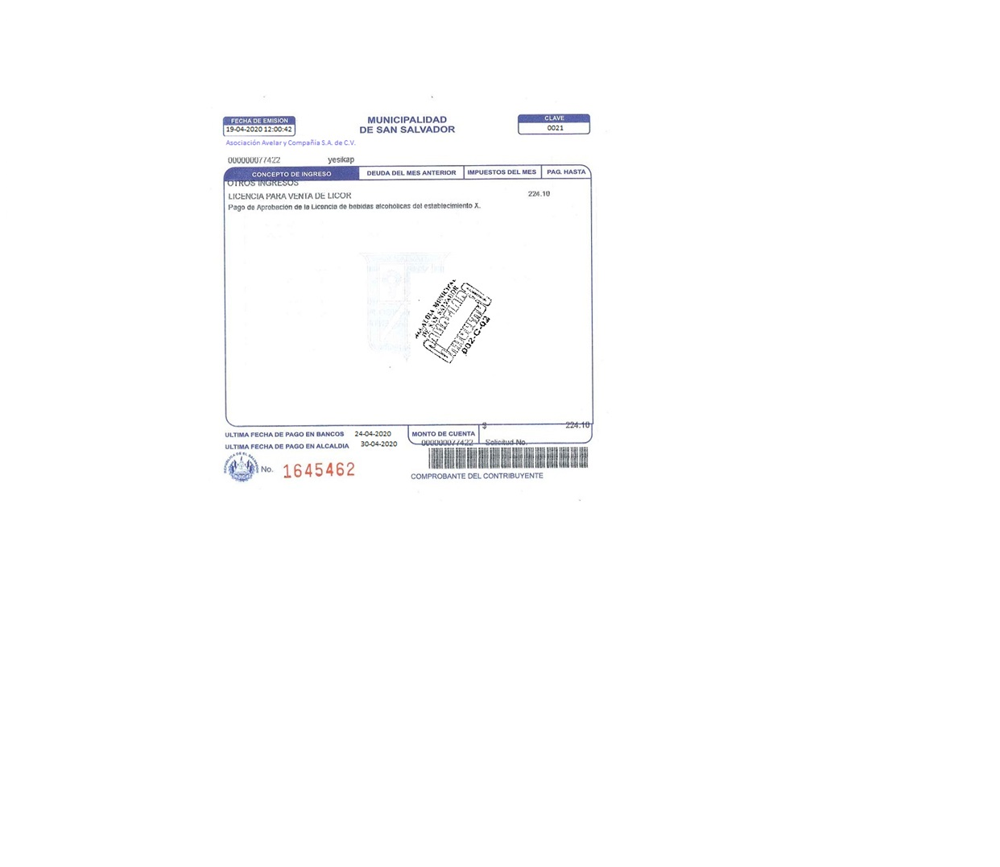 FECHA DE EMISION
19-04-2020 12:00:42
MUNICIPALIDAD
DE SAN SALVADOR
CLAVE
0021
Asociación Avelar y Compañía S.A. de C.V.
000000077422 yesikap
CONCEPTO DE INGRESO DEUDA DEL MES ANTERIOR IMPUESTOS DEL MES PAG. HASTA
OTROS INGRESOS
LICENCIA PARA VENTA DE LICOR 224.10
Pago de Aprobación de la Licencia de bebidas alcohólicas del establecimiento X.
ALCALDIA MUNICIPAL
DE SAN SALVADOR
002-C-02
$ 224.10
ULTIMA FECHA DE PAGO EN BANCOS 24-04-2020 MONTO DE CUENTA
ULTIMA FECHA DE PAGO EN ALCALDIA 30-04-2020 000000077422 Solicitud No.
REPUBLICA DE EL SALVADOR
No. 1645462
COMPROBANTE DEL CONTRIBUYENTE